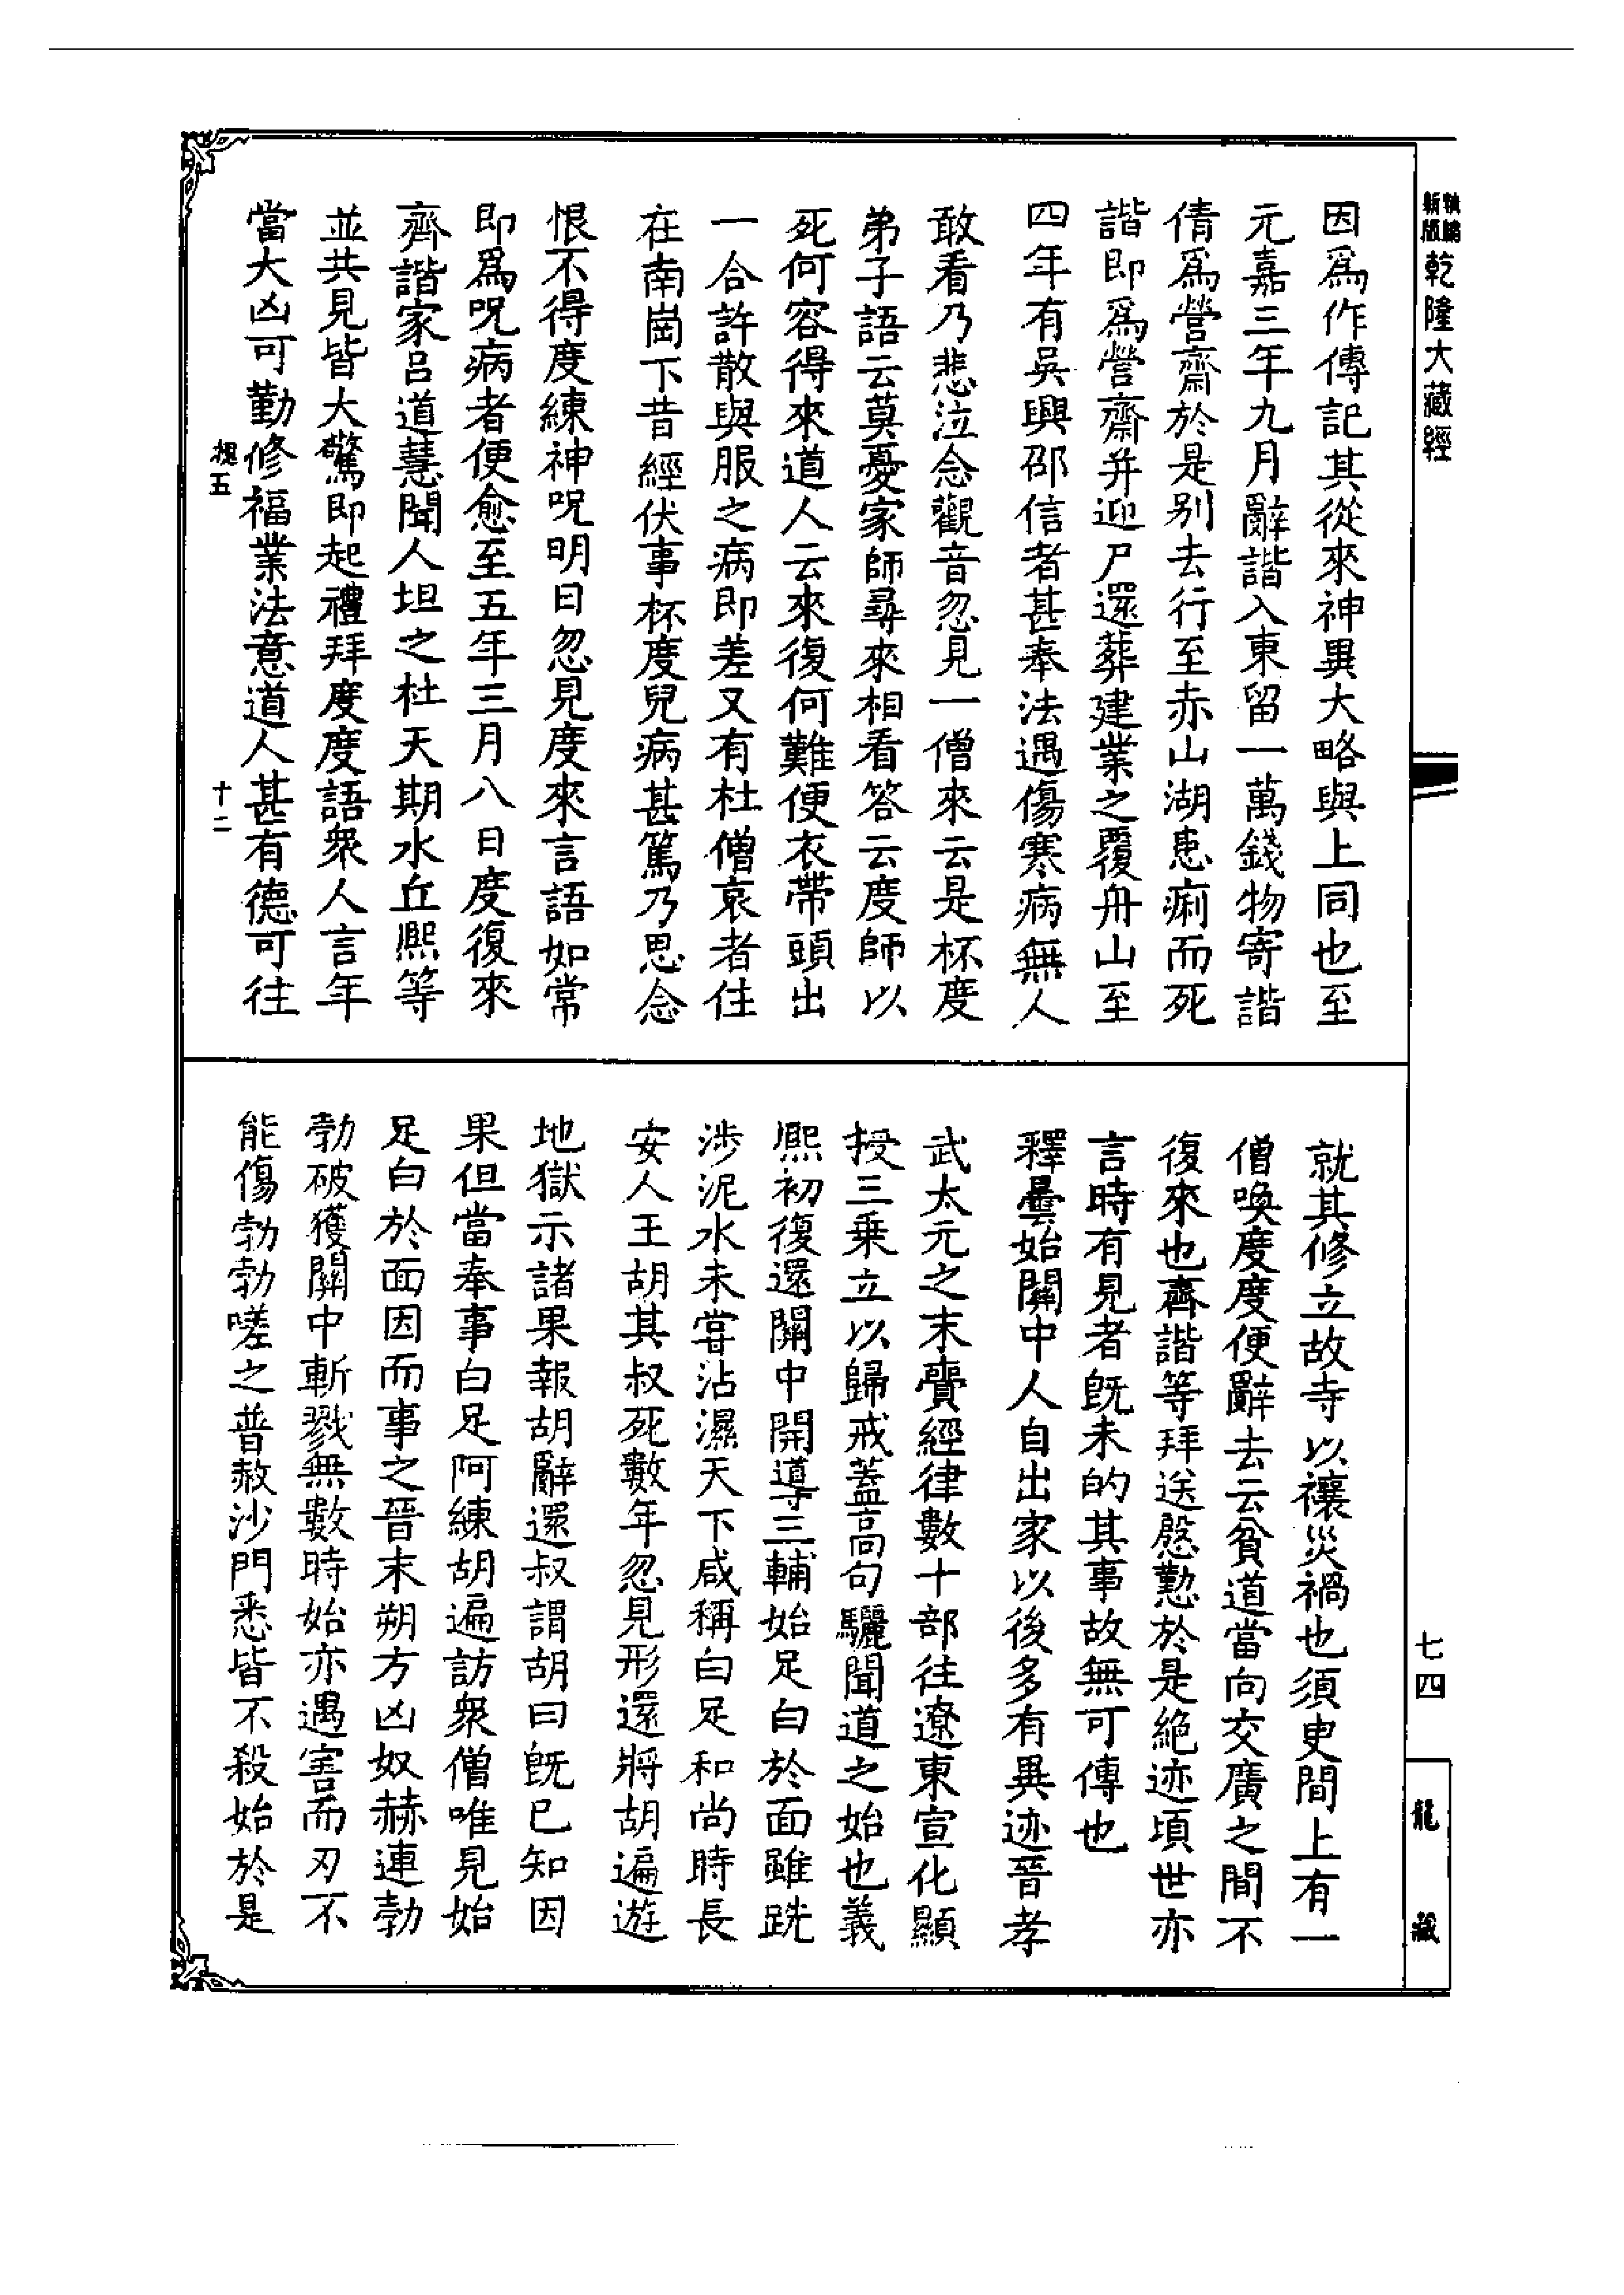 新版
乾隆大藏經
因爲作傳記其從來神異大略與上同也至
元嘉三年九月辭諧入東留一萬錢物寄諧
倩爲營齋於是别去行至赤山湖患痢而死
諧即爲營齋并迎尸還葬建業之覆舟山至
四年有吳興邵信者甚奉法遇傷寒病無人
敢看乃悲泣念觀音忽見一僧來云是杯度
弟子語云莫憂家師尋來相看答云度師以
死何容得來道人云來復何難便衣帶頭出
一合許散與服之病即差又有杜僧哀者住
在南崗下昔經伏事杯度兒病甚篤乃思念
恨不得度練神呪明日忽見度來言語如常
即爲呪病者便愈至五年三月八日度復來
齊諧家呂道慧聞人坦之杜天期水丘熙等
並共見皆大驚即起禮拜度度語衆人言年
當大凶可勤修福業法意道人甚有德可往
槐五
十二
就其修立故寺以禳災禍也須臾間上有一
僧喚度度便辭去云貧道當向交廣之間不
復來也齊諧等拜送慇懃於是絶迹頃世亦
言時有見者旣未的其事故無可傳也
釋曇始關中人自出家以後多有異迹晉孝
武太元之末齎經律數十部往遼東宣化顯
授三乘立以歸戒蓋高句驪聞道之始也義
熙初復還關中開導三輔始足白於面雖跣
涉泥水未嘗沾濕天下咸稱白足和尚時長
安人王胡其叔死數年忽見形還將胡遍遊
地獄示諸果報胡辭還叔謂胡曰旣已知因
果但當奉事白足阿練胡遍訪衆僧唯見始
足白於面因而事之晉末朔方凶奴赫連勃
勃破獲關中斬戮無數時始亦遇害而刃不
能傷勃勃嗟之普赦沙門悉皆不殺始於是
七四
龍藏